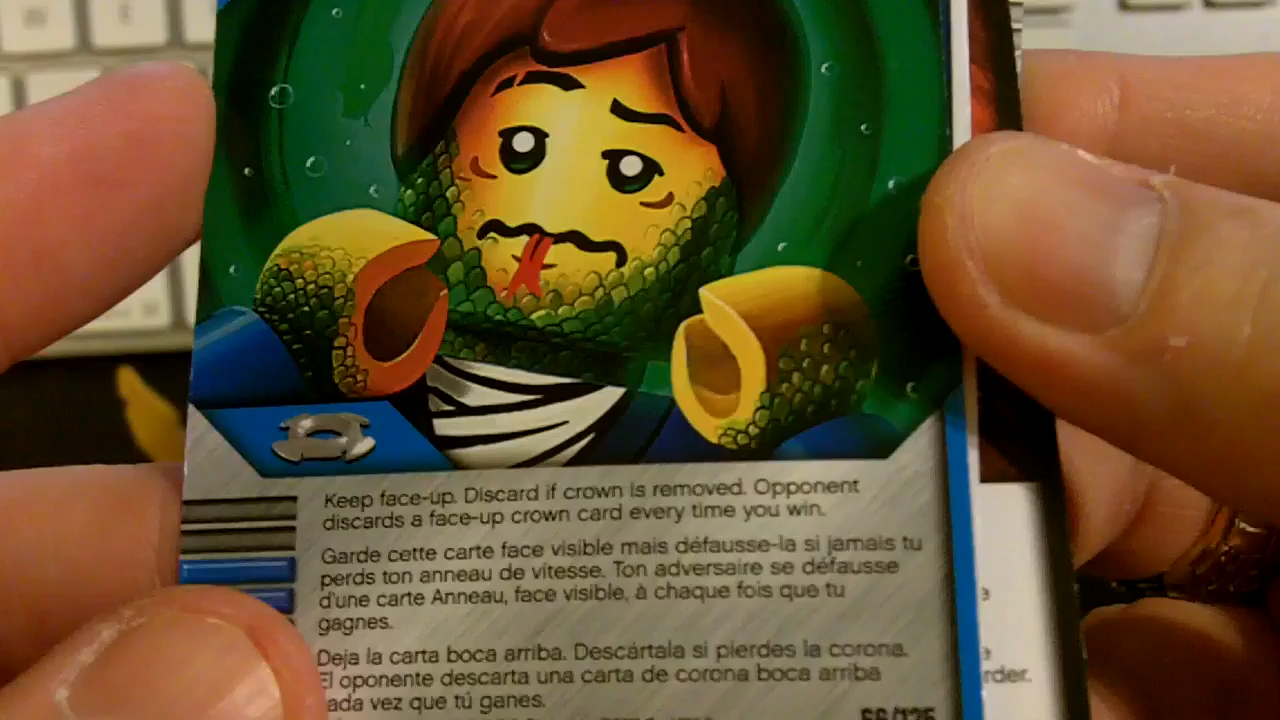 Keep face-up. Discard if crown is removed. Opponent
discards a face-up crown card every time you win.
Garde cette carte face visible mais défausse-la si jamais tu
perds ton anneau de vitesse. Ton adversaire se défausse
d'une carte Anneau, face visible, à chaque fois que tu
gagnes.
Deja la carta boca arriba. Descártala si pierdes la corona.
El oponente descarta una carta de corona boca arriba
ada vez que tú ganes.
rder.